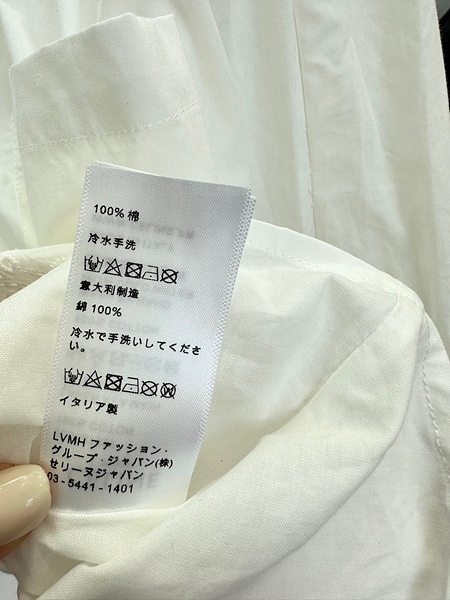 100% 棉
冷水手洗
意大利制造
綿 100%
冷水で手洗いしてくださ
い。
イタリア製
LVMH ファッション・
グループ・ジャパン(株)
セリーヌジャパン
03-5441-1401